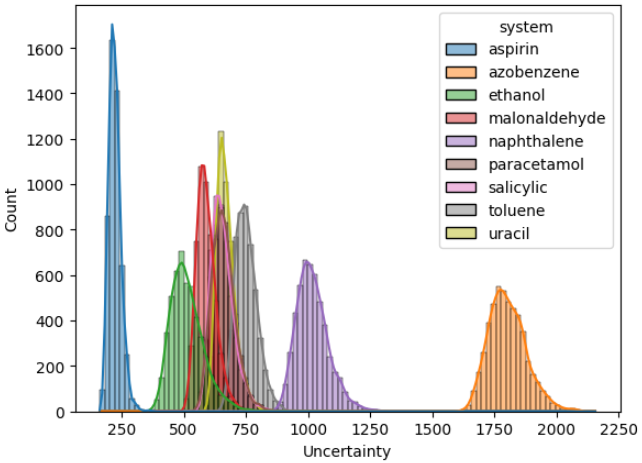 system
aspirin
azobenzene
ethanol
malonaldehyde
naphthalene
paracetamol
salicylic
toluene
uracil
Count
1600
1400
1200
1000
800
600
400
200
0
250 500 750 1000 1250 1500 1750 2000 2250
Uncertainty